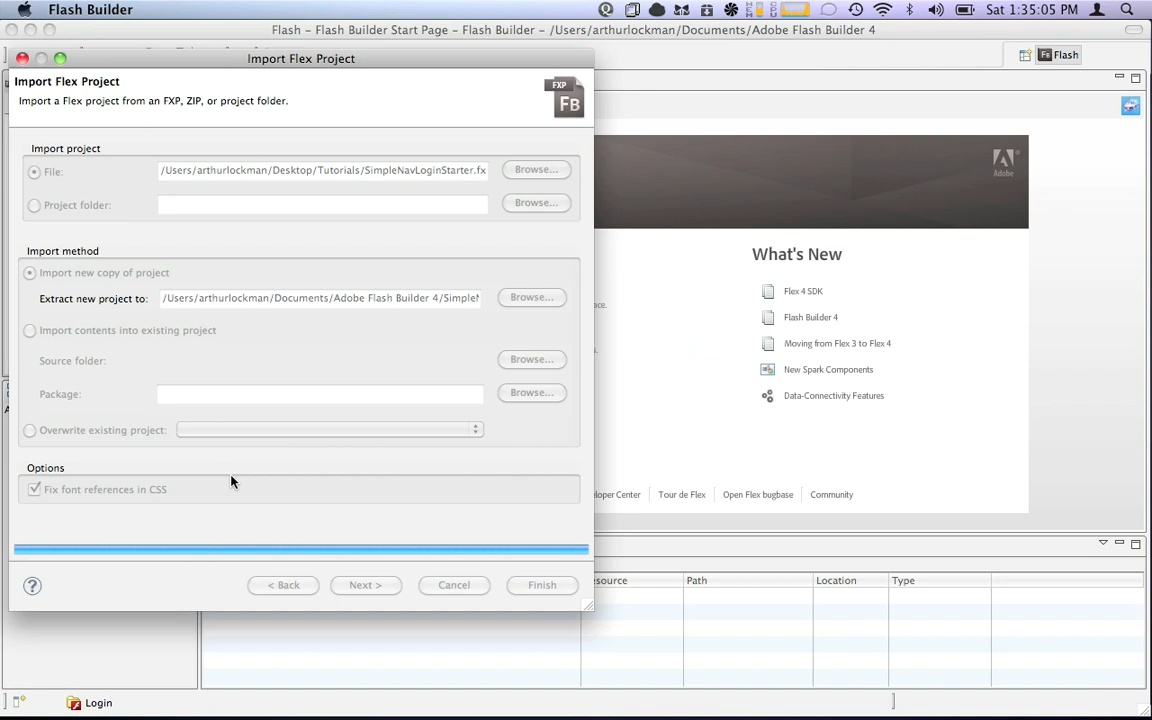 Flash Builder
Sat 1:35:05 PM
Flash – Flash Builder Start Page – Flash Builder – /Users/arthurlockman/Documents/Adobe Flash Builder 4
Import Flex Project
Fb Flash
Import Flex Project
Import a Flex project from an FXP, ZIP, or project folder.
FXP
FB
Import project
File:
/Users/arthurlockman/Desktop/Tutorials/SimpleNavLoginStarter.fx
Browse...
Project folder:
Browse...
Import method
Import new copy of project
Extract new project to:
/Users/arthurlockman/Documents/Adobe Flash Builder 4/Simple
Browse...
Import contents into existing project
Source folder:
Browse...
Package:
Browse...
Overwrite existing project:
Options
Fix font references in CSS
? < Back Next > Cancel Finish
Adobe
What's New
Flex 4 SDK
ce.
Flash Builder 4
Moving from Flex 3 to Flex 4
s.
New Spark Components
Data-Connectivity Features
eloper Center Tour de Flex Open Flex bugbase Community
esource Path Location Type
Login